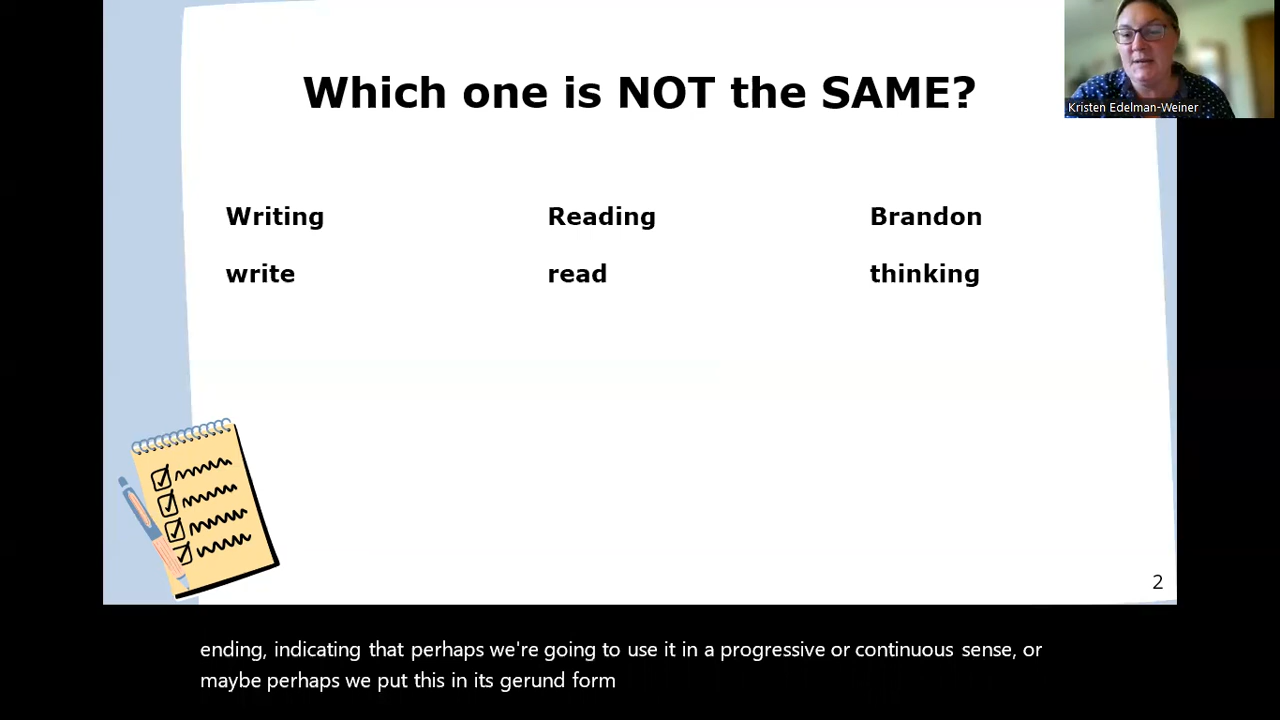 Which one is NOT the SAME?
Kristen Edelman-Weiner
Writing
Reading
Brandon
write
read
thinking
2
ending, indicating that perhaps we're going to use it in a progressive or continuous sense, or
maybe perhaps we put this in its gerund form